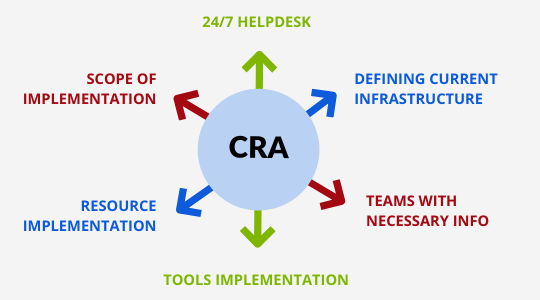 24/7 HELPDESK
SCOPE OF
IMPLEMENTATION
DEFINING CURRENT
INFRASTRUCTURE
CRA
RESOURCE
IMPLEMENTATION
TEAMS WITH
NECESSARY INFO
TOOLS IMPLEMENTATION